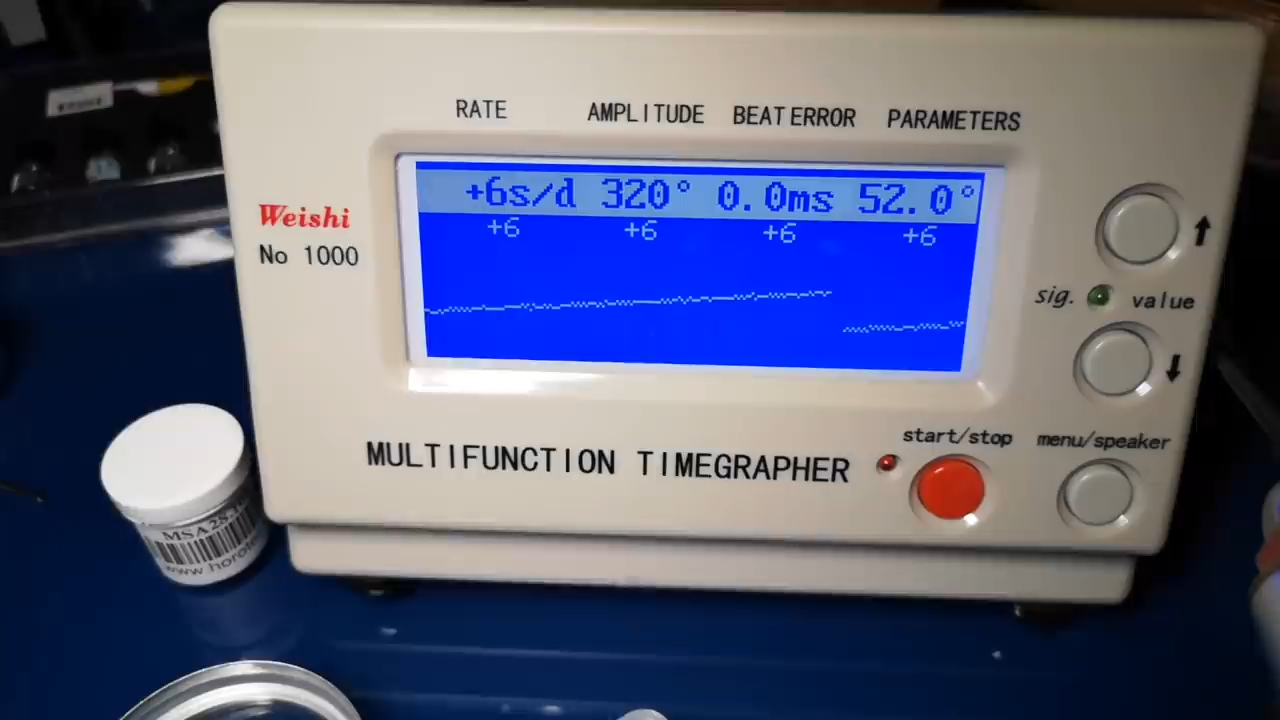 RATE AMPLITUDE BEAT ERROR PARAMETERS
+6s/d 320° 0.0ms 52.0°
+6 +6 +6 +6
Weishi
No 1000
sig. value
start/stop menu/speaker
MULTIFUNCTION TIMEGRAPHER
www